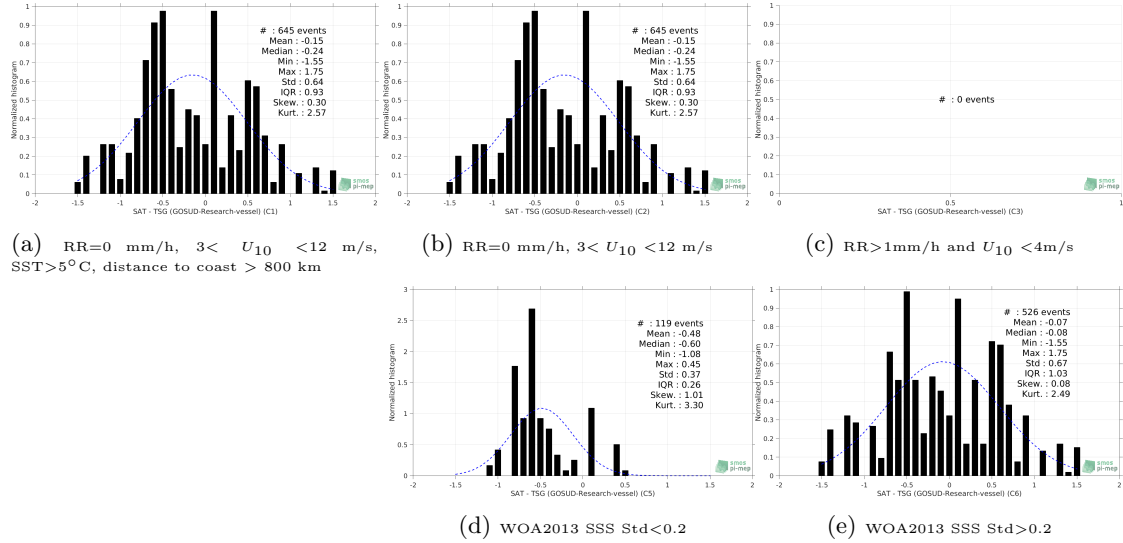 1
0.9
0.8
0.7
0.6
0.5
0.4
0.3
0.2
0.1
0
Normalized histogram
# : 645 events
Mean : -0.15
Median : -0.24
Min : -1.55
Max : 1.75
Std : 0.64
IQR : 0.93
Skew. : 0.30
Kurt. : 2.57
smos
pi-mep
-2 -1.5 -1 -0.5 0 0.5 1 1.5 2
SAT - TSG (GOSUD-Research-vessel) (C1)
(a) RR=0 mm/h, 3< U10 <12 m/s,
SST>5°C, distance to coast > 800 km
1
0.9
0.8
0.7
0.6
0.5
0.4
0.3
0.2
0.1
0
Normalized histogram
# : 645 events
Mean : -0.15
Median : -0.24
Min : -1.55
Max : 1.75
Std : 0.64
IQR : 0.93
Skew. : 0.30
Kurt. : 2.57
smos
pi-mep
-2 -1.5 -1 -0.5 0 0.5 1 1.5 2
SAT - TSG (GOSUD-Research-vessel) (C2)
(b) RR=0 mm/h, 3< U10 <12 m/s
1
0.9
0.8
0.7
0.6
0.5
0.4
0.3
0.2
0.1
0
Normalized histogram
# : 0 events
smos
pi-mep
0 0.5 1
SAT - TSG (GOSUD-Research-vessel) (C3)
(c) RR>1mm/h and U10 <4m/s
3
2.5
2
1.5
1
0.5
0
Normalized histogram
# : 119 events
Mean : -0.48
Median : -0.60
Min : -1.08
Max : 0.45
Std : 0.37
IQR : 0.26
Skew. : 1.01
Kurt. : 3.30
smos
pi-mep
-2 -1.5 -1 -0.5 0 0.5 1 1.5 2
SAT - TSG (GOSUD-Research-vessel) (C5)
(d) WOA2013 SSS Std<0.2
1
0.9
0.8
0.7
0.6
0.5
0.4
0.3
0.2
0.1
0
Normalized histogram
# : 526 events
Mean : -0.07
Median : -0.08
Min : -1.55
Max : 1.75
Std : 0.67
IQR : 1.03
Skew. : 0.08
Kurt. : 2.49
smos
pi-mep
-2 -1.5 -1 -0.5 0 0.5 1 1.5 2
SAT - TSG (GOSUD-Research-vessel) (C6)
(e) WOA2013 SSS Std>0.2